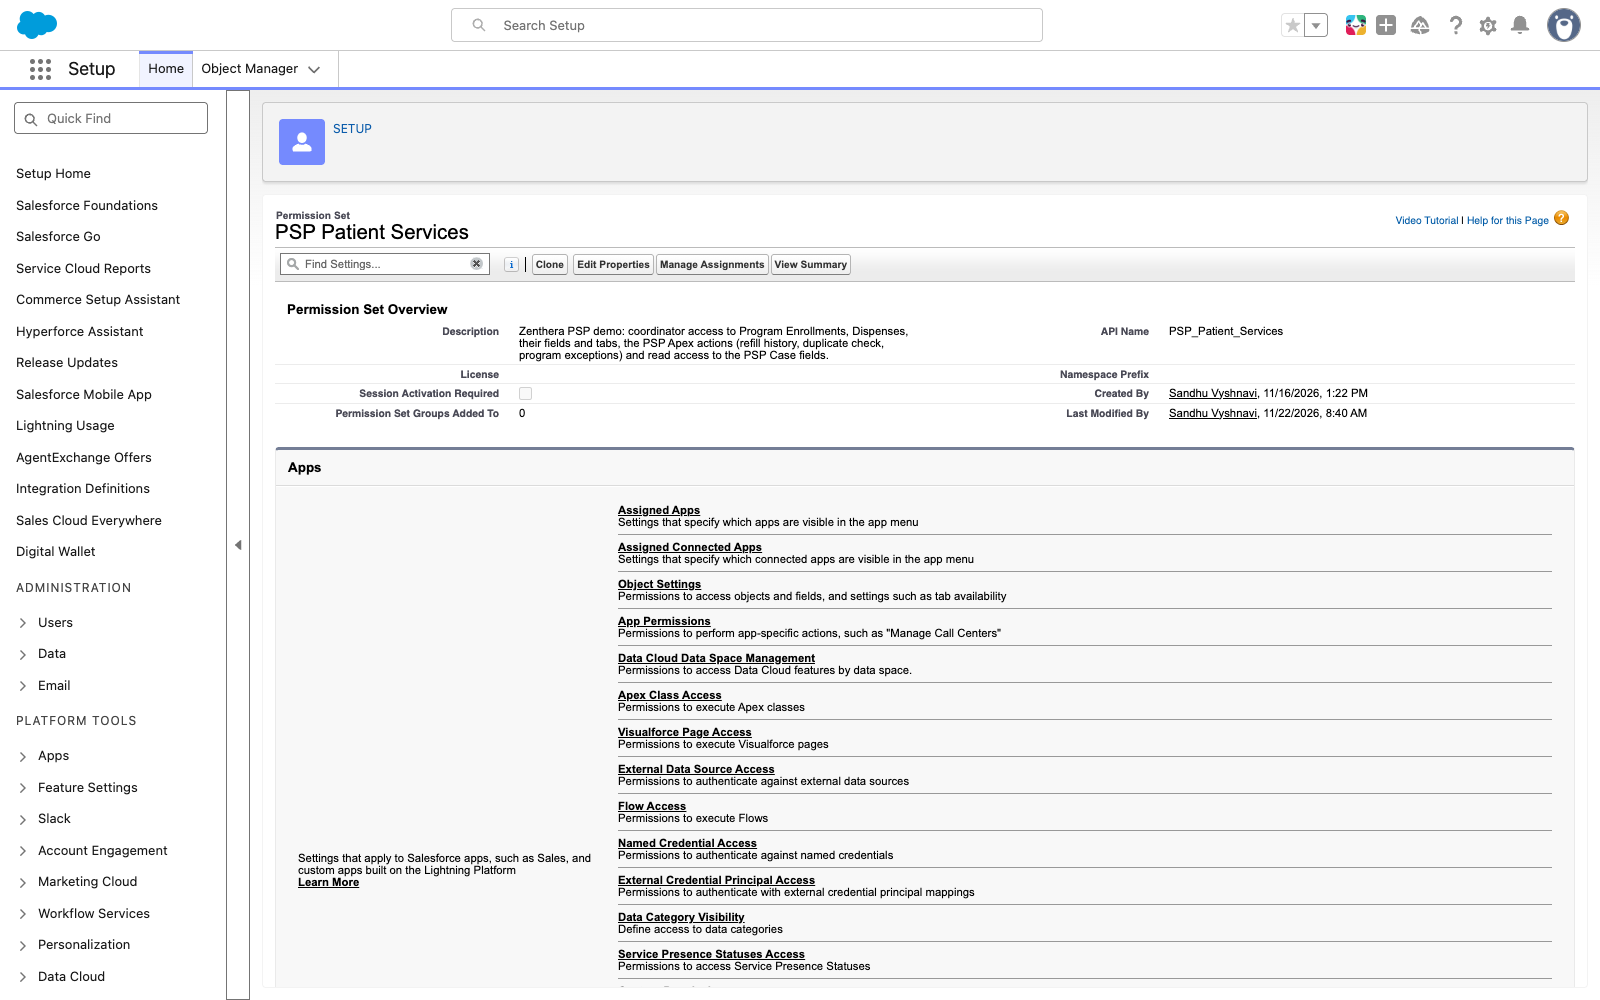 Search Setup
Setup
Home
Object Manager
Quick Find
Setup Home
Salesforce Foundations
Salesforce Go
Service Cloud Reports
Commerce Setup Assistant
Hyperforce Assistant
Release Updates
Salesforce Mobile App
Lightning Usage
AgentExchange Offers
Integration Definitions
Sales Cloud Everywhere
Digital Wallet
ADMINISTRATION
Users
Data
Email
PLATFORM TOOLS
Apps
Feature Settings
Slack
Account Engagement
Marketing Cloud
Workflow Services
Personalization
Data Cloud
SETUP
Permission Set
PSP Patient Services
Video Tutorial | Help for this Page ?
Find Settings...
i | Clone Edit Properties Manage Assignments View Summary
Permission Set Overview
Description
Zenthera PSP demo: coordinator access to Program Enrollments, Dispenses,
their fields and tabs, the PSP Apex actions (refill history, duplicate check,
program exceptions) and read access to the PSP Case fields.
API Name PSP_Patient_Services
License
Namespace Prefix
Session Activation Required
Created By Sandhu Vyshnavi, 11/16/2026, 1:22 PM
Permission Set Groups Added To 0
Last Modified By Sandhu Vyshnavi, 11/22/2026, 8:40 AM
Apps
Settings that apply to Salesforce apps, such as Sales, and
custom apps built on the Lightning Platform
Learn More
Assigned Apps
Settings that specify which apps are visible in the app menu
Assigned Connected Apps
Settings that specify which connected apps are visible in the app menu
Object Settings
Permissions to access objects and fields, and settings such as tab availability
App Permissions
Permissions to perform app-specific actions, such as "Manage Call Centers"
Data Cloud Data Space Management
Permissions to access Data Cloud features by data space.
Apex Class Access
Permissions to execute Apex classes
Visualforce Page Access
Permissions to execute Visualforce pages
External Data Source Access
Permissions to authenticate against external data sources
Flow Access
Permissions to execute Flows
Named Credential Access
Permissions to authenticate against named credentials
External Credential Principal Access
Permissions to authenticate with external credential principal mappings
Data Category Visibility
Define access to data categories
Service Presence Statuses Access
Permissions to access Service Presence Statuses